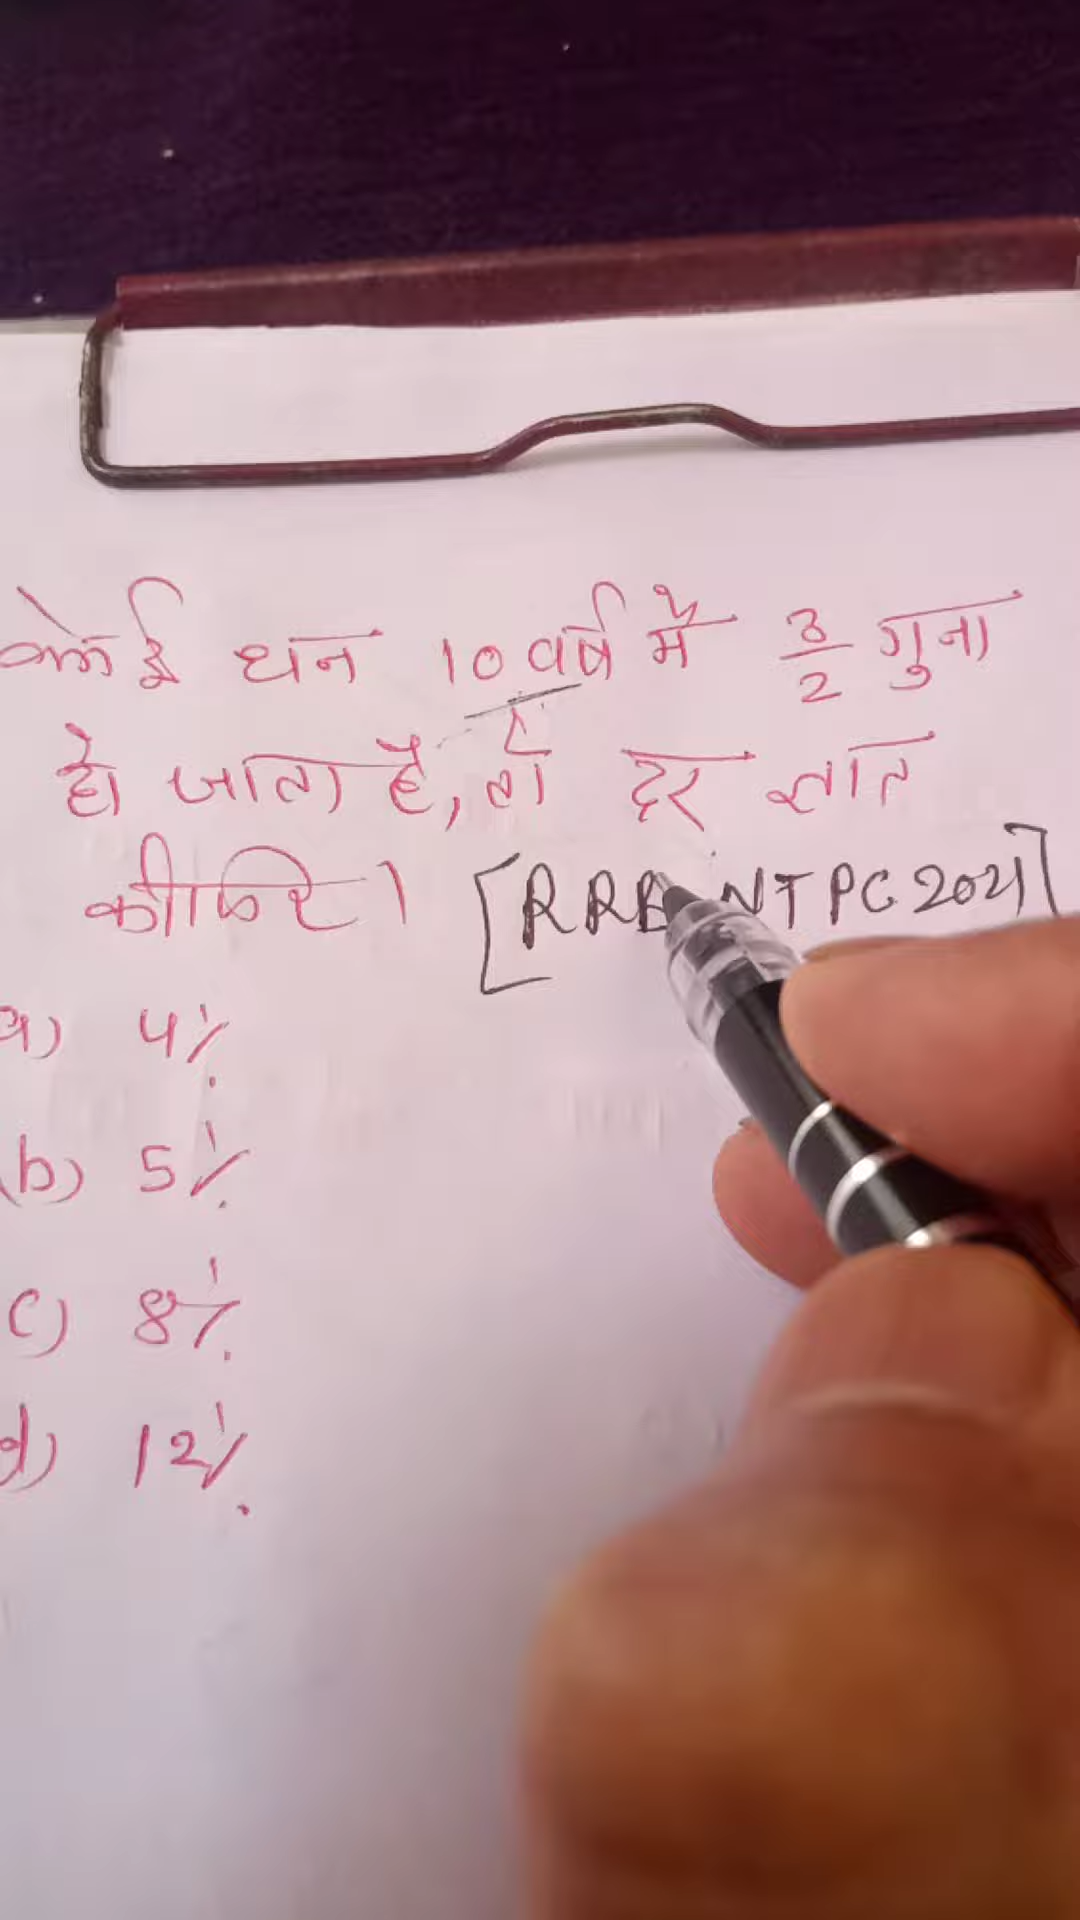 कोई धन 10 वर्ष में 3/2 गुना
हो जाता है, तो दर ज्ञात
कीजिए। [RRB NTPC 2021]
a) 4%
(b) 5%
c) 8%
d) 12%